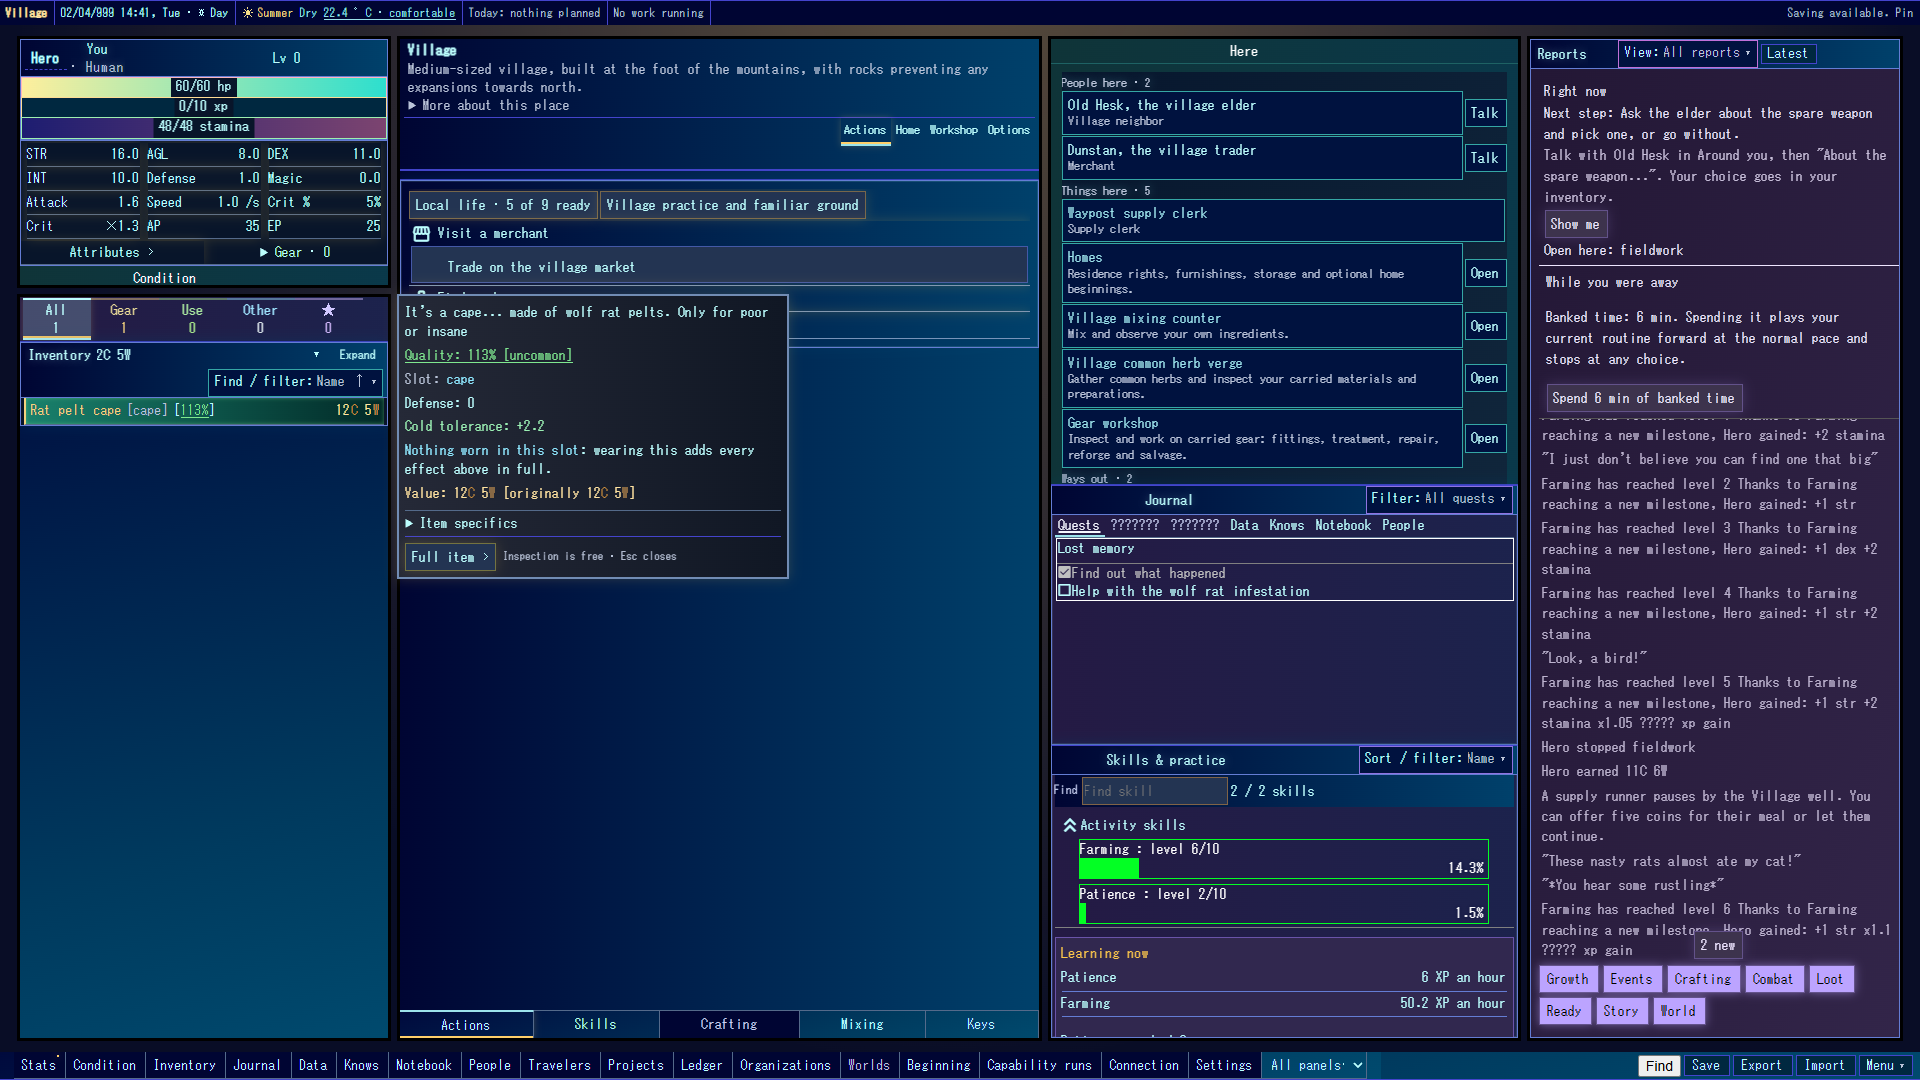 Village 02/04/999 14:41, Tue · Day Summer Dry 22.4 ° C · comfortable Today: nothing planned No work running Saving available. Pin
Hero · You Human Lv 0
60/60 hp
0/10 xp
48/48 stamina
STR 16.0 AGL 8.0 DEX 11.0
INT 10.0 Defense 1.0 Magic 0.0
Attack 1.6 Speed 1.0 /s Crit % 5%
Crit ×1.3 AP 35 EP 25
Attributes > ▶ Gear · 0
Condition
All Gear Use Other ★
1 1 0 0 0
Inventory 2C 5W ▾ Expand
Find / filter: Name ↑ ▾
Rat pelt cape [cape] [113%] 12C 5W
Village
Medium-sized village, built at the foot of the mountains, with rocks preventing any
expansions towards north.
▶ More about this place
Actions Home Workshop Options
Local life · 5 of 9 ready Village practice and familiar ground
Visit a merchant
Trade on the village market
It's a cape... made of wolf rat pelts. Only for poor
or insane
Quality: 113% [uncommon]
Slot: cape
Defense: 0
Cold tolerance: +2.2
Nothing worn in this slot: wearing this adds every
effect above in full.
Value: 12C 5W [originally 12C 5W]
▶ Item specifics
Full item > Inspection is free · Esc closes
Actions Skills Crafting Mixing Keys
Here
People here · 2
Old Hesk, the village elder
Village neighbor
Talk
Dunstan, the village trader
Merchant
Talk
Things here · 5
Waypost supply clerk
Supply clerk
Homes
Residence rights, furnishings, storage and optional home
beginnings.
Open
Village mixing counter
Mix and observe your own ingredients.
Open
Village common herb verge
Gather common herbs and inspect your carried materials and
preparations.
Open
Gear workshop
Inspect and work on carried gear: fittings, treatment, repair,
reforge and salvage.
Open
Ways out · 2
Journal Filter: All quests ▾
Quests ??????? ??????? Data Knows Notebook People
Lost memory
Find out what happened
Help with the wolf rat infestation
Skills & practice Sort / filter: Name ▾
Find Find skill 2 / 2 skills
Activity skills
Farming : level 6/10
14.3%
Patience : level 2/10
1.5%
Learning now
Patience 6 XP an hour
Farming 50.2 XP an hour
Reports View: All reports ▾ Latest
Right now
Next step: Ask the elder about the spare weapon
and pick one, or go without.
Talk with Old Hesk in Around you, then "About the
spare weapon...". Your choice goes in your
inventory.
Show me
Open here: fieldwork
While you were away
Banked time: 6 min. Spending it plays your
current routine forward at the normal pace and
stops at any choice.
Spend 6 min of banked time
reaching a new milestone, Hero gained: +2 stamina
"I just don't believe you can find one that big"
Farming has reached level 2 Thanks to Farming
reaching a new milestone, Hero gained: +1 str
Farming has reached level 3 Thanks to Farming
reaching a new milestone, Hero gained: +1 dex +2
stamina
Farming has reached level 4 Thanks to Farming
reaching a new milestone, Hero gained: +1 str +2
stamina
"Look, a bird!"
Farming has reached level 5 Thanks to Farming
reaching a new milestone, Hero gained: +1 str +2
stamina x1.05 ????? xp gain
Hero stopped fieldwork
Hero earned 11C 6W
A supply runner pauses by the Village well. You
can offer five coins for their meal or let them
continue.
"These nasty rats almost ate my cat!"
"*You hear some rustling*"
Farming has reached level 6 Thanks to Farming
reaching a new milestone, Hero gained: +1 str x1.1
????? xp gain
2 new
Growth Events Crafting Combat Loot
Ready Story World
Stats Condition Inventory Journal Data Knows Notebook People Travelers Projects Ledger Organizations Worlds Beginning Capability runs Connection Settings All panels Find Save Export Import Menu ▾